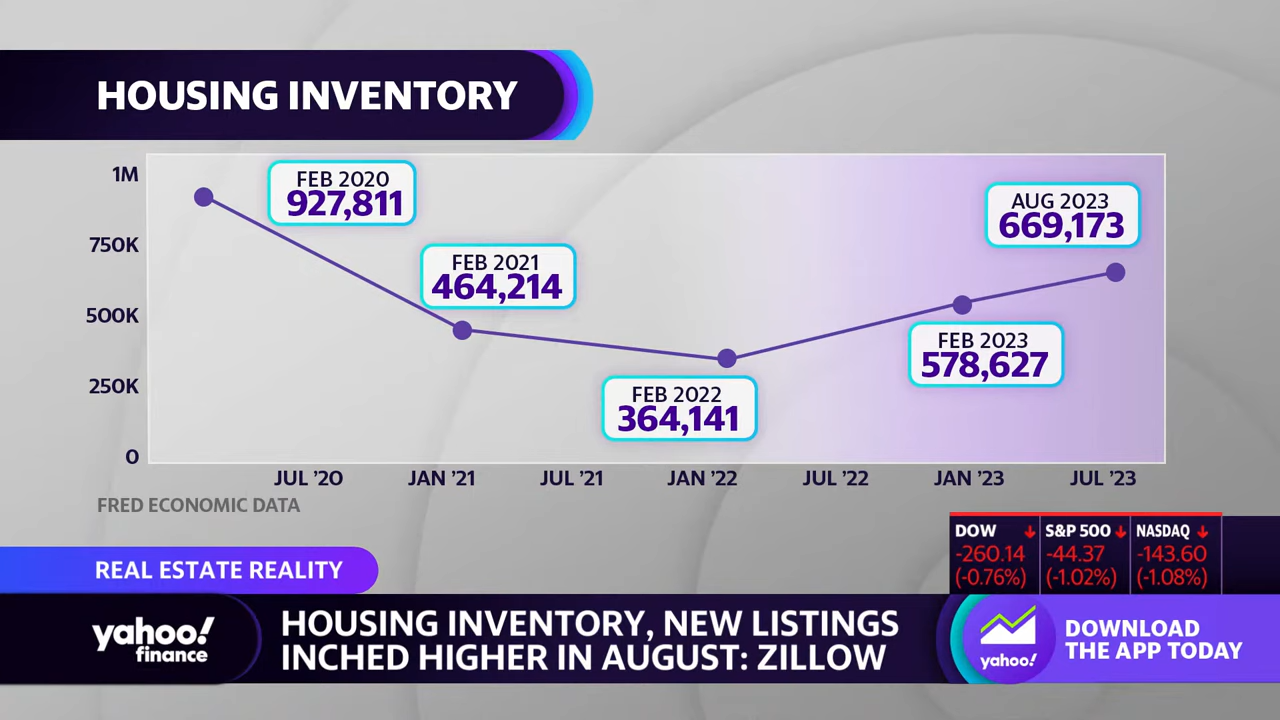 HOUSING INVENTORY
1M
750K
500K
250K
0
FEB 2020
927,811
FEB 2021
464,214
FEB 2022
364,141
FEB 2023
578,627
AUG 2023
669,173
JUL ’20
JAN ’21
JUL ’21
JAN ’22
JUL ’22
JAN ’23
JUL ’23
FRED ECONOMIC DATA
DOW
-260.14
(-0.76%)
S&P 500
-44.37
(-1.02%)
NASDAQ
-143.60
(-1.08%)
REAL ESTATE REALITY
yahoo!
finance
HOUSING INVENTORY, NEW LISTINGS
INCHED HIGHER IN AUGUST: ZILLOW
yahoo!
DOWNLOAD
THE APP TODAY